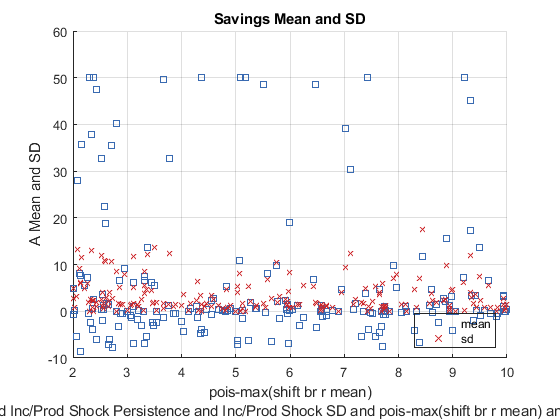 Savings Mean and SD
A Mean and SD
60
50
40
30
20
10
0
-10
2 3 4 5 6 7 8 9 10
mean
sd
pois-max(shift br r mean)
d Inc/Prod Shock Persistence and Inc/Prod Shock SD and pois-max(shift br r mean) an